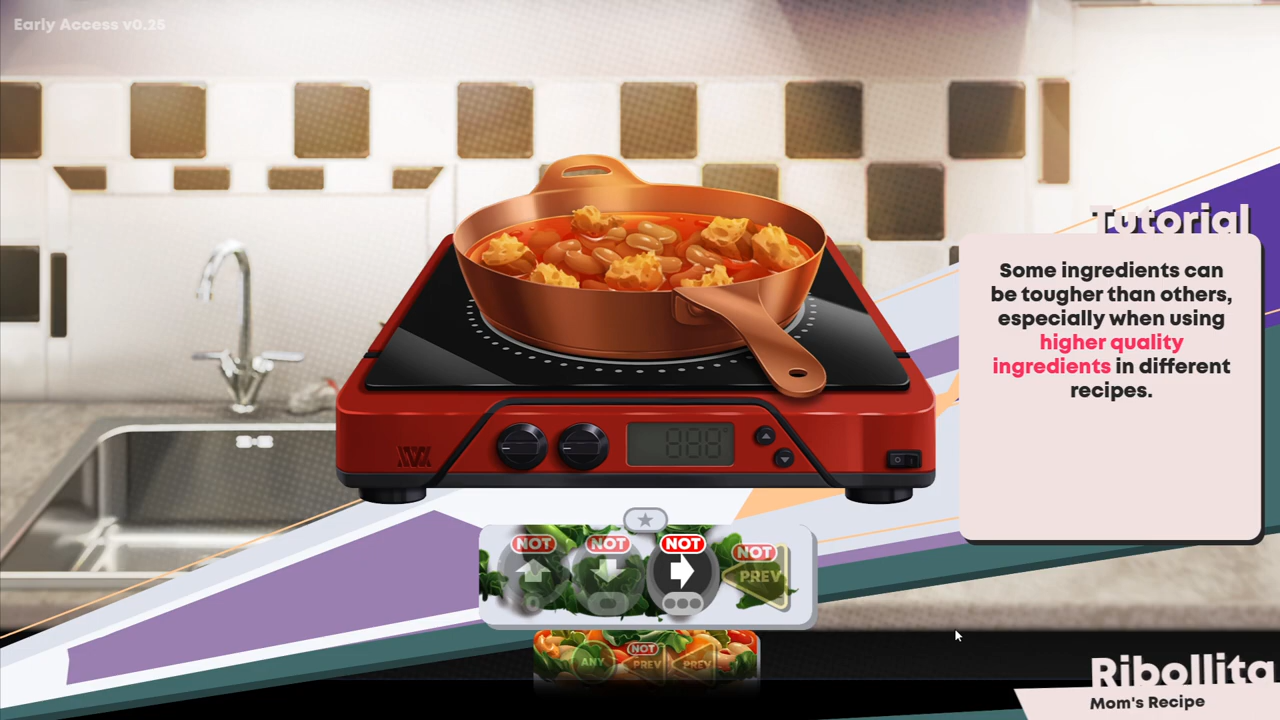 Early Access v0.25
Tutorial
Some ingredients can
be tougher than others,
especially when using
higher quality
ingredients in different
recipes.
888
NOT
NOT
NOT
NOT
PREV
ANY
NOT
PREV
PREV
Ribollita
Mom's Recipe